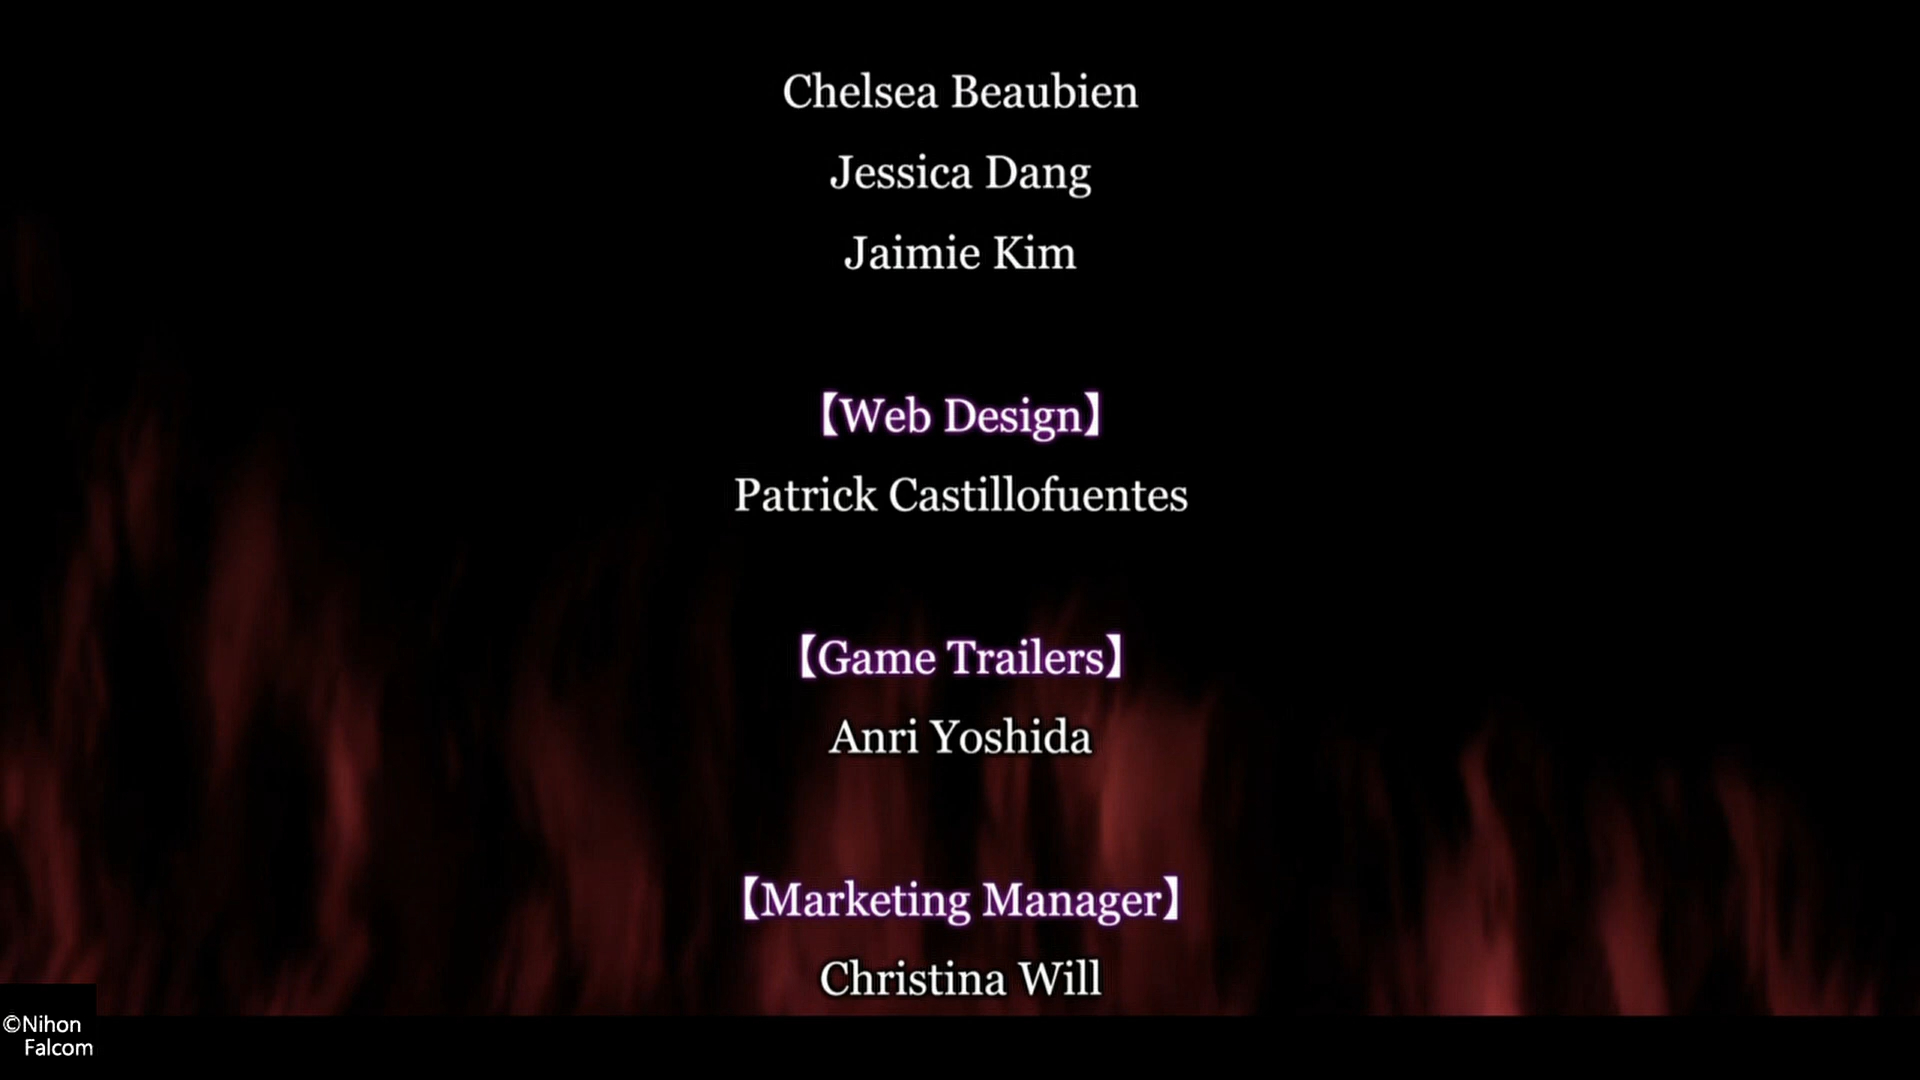 Chelsea Beaubien
Jessica Dang
Jaimie Kim
【Web Design】
Patrick Castillofuentes
【Game Trailers】
Anri Yoshida
【Marketing Manager】
Christina Will
©Nihon
Falcom